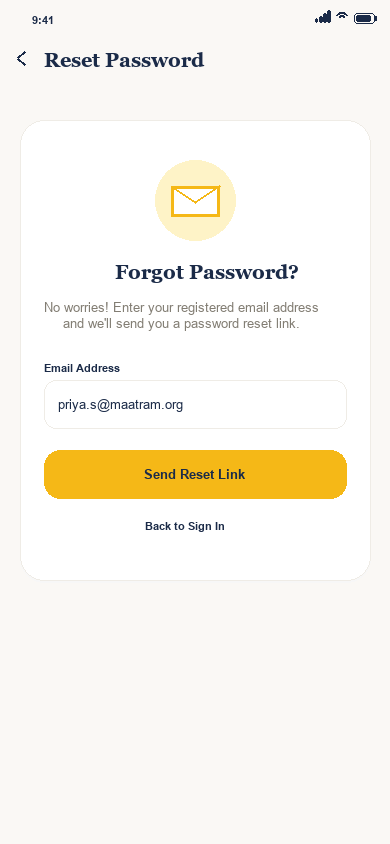 9:41
Reset Password
Forgot Password?
No worries! Enter your registered email address
and we'll send you a password reset link.
Email Address
priya.s@maatram.org
Send Reset Link
Back to Sign In